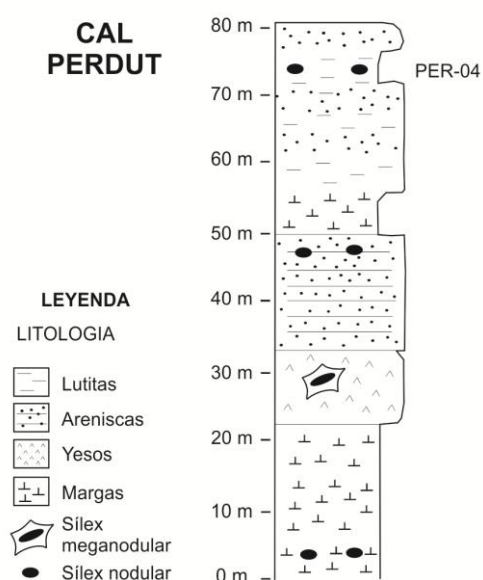 CAL
PERDUT
80 m
PER-04
70 m
60 m
50 m
40 m
30 m
20 m
10 m
0 m
LEYENDA
LITOLOGIA
Lutitas
Areniscas
Yesos
Margas
Sílex
meganodular
Sílex nodular